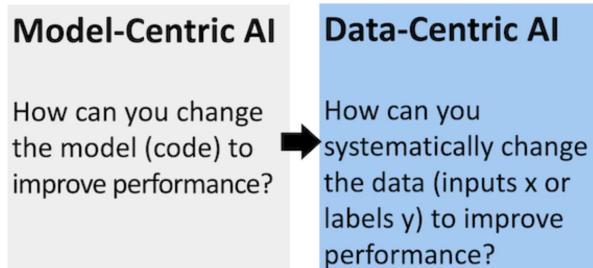 Model-Centric AI
How can you change
the model (code) to
improve performance?
Data-Centric AI
How can you
systematically change
the data (inputs x or
labels y) to improve
performance?